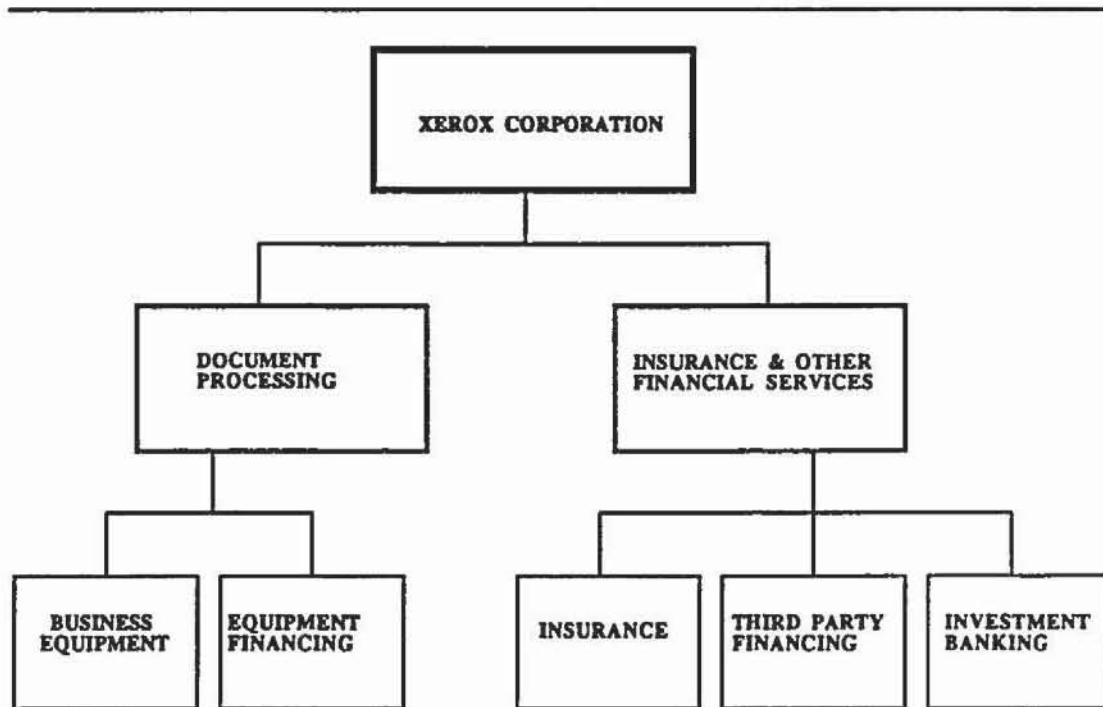 XEROX CORPORATION
DOCUMENT
PROCESSING
INSURANCE & OTHER
FINANCIAL SERVICES
BUSINESS
EQUIPMENT
EQUIPMENT
FINANCING
INSURANCE
THIRD PARTY
FINANCING
INVESTMENT
BANKING